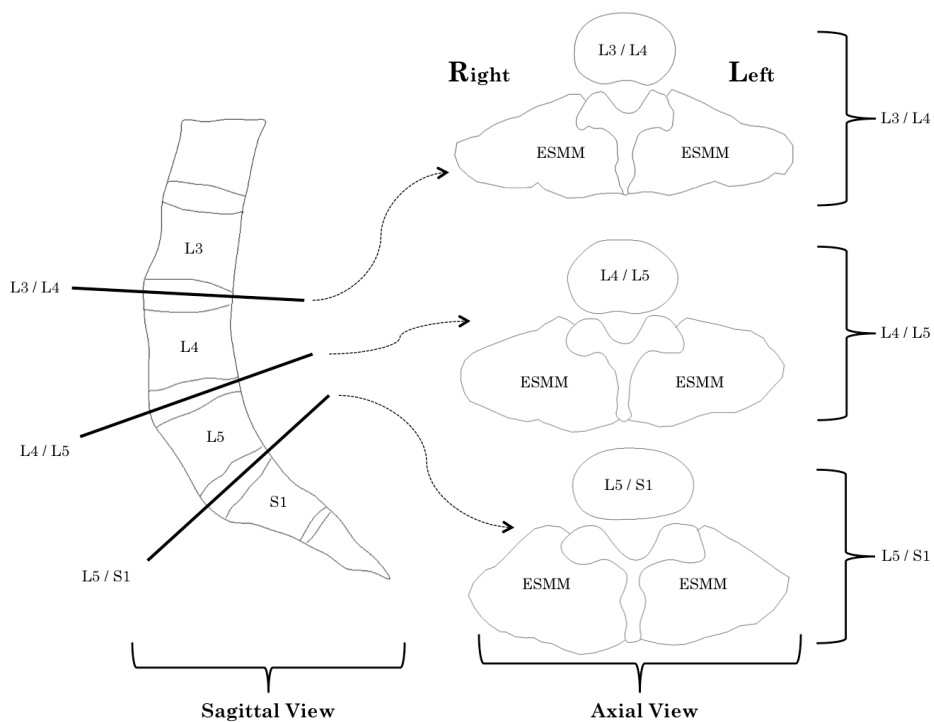 L3 / L4
Right
Left
L3 / L4
ESMM
ESMM
L3
L3 / L4
L4 / L5
L4
L4 / L5
ESMM
ESMM
L5
L4 / L5
L5 / S1
S1
L5 / S1
L5 / S1
ESMM
ESMM
Sagittal View
Axial View